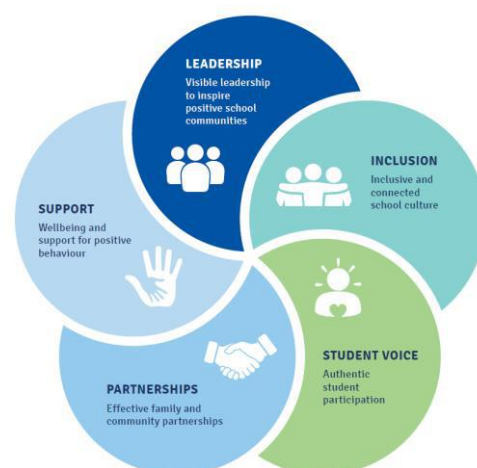 LEADERSHIP
Visible leadership
to inspire
positive school
communities
INCLUSION
Inclusive and
connected
school culture
STUDENT VOICE
Authentic
student
participation
PARTNERSHIPS
Effective family and
community partnerships
SUPPORT
Wellbeing and
support for positive
behaviour